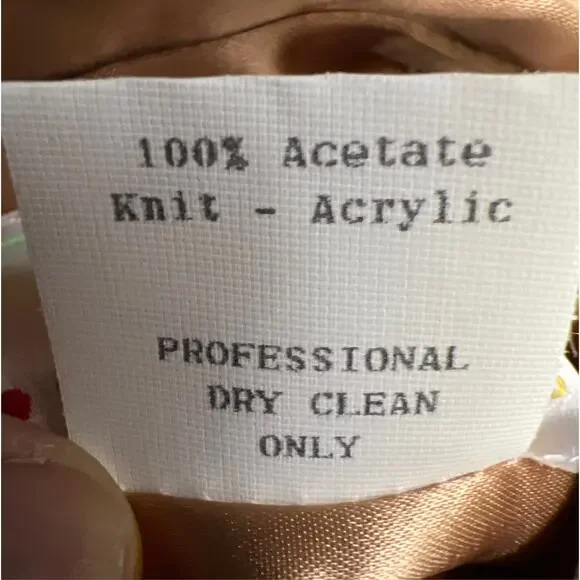 100% Acetate
Knit - Acrylic
PROFESSIONAL
DRY CLEAN
ONLY